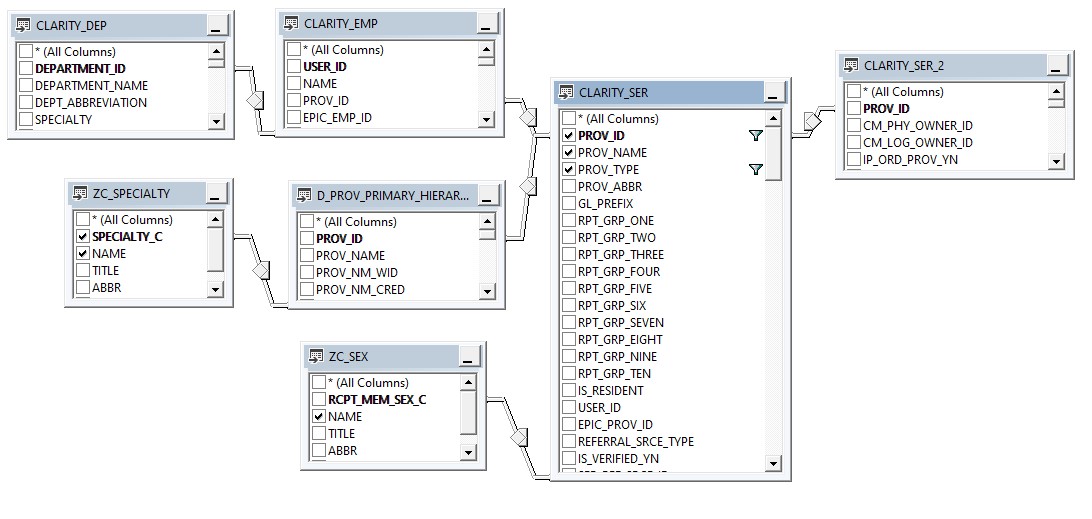 CLARITY_DEP
* (All Columns)
DEPARTMENT_ID
DEPARTMENT_NAME
DEPT_ABBREVIATION
SPECIALTY
CLARITY_EMP
* (All Columns)
USER_ID
NAME
PROV_ID
EPIC_EMP_ID
CLARITY_SER
* (All Columns)
PROV_ID
PROV_NAME
PROV_TYPE
PROV_ABBR
GL_PREFIX
RPT_GRP_ONE
RPT_GRP_TWO
RPT_GRP_THREE
RPT_GRP_FOUR
RPT_GRP_FIVE
RPT_GRP_SIX
RPT_GRP_SEVEN
RPT_GRP_EIGHT
RPT_GRP_NINE
RPT_GRP_TEN
IS_RESIDENT
USER_ID
EPIC_PROV_ID
REFERRAL_SRCE_TYPE
IS_VERIFIED_YN
CLARITY_SER_2
* (All Columns)
PROV_ID
CM_PHY_OWNER_ID
CM_LOG_OWNER_ID
IP_ORD_PROV_YN
ZC_SPECIALTY
* (All Columns)
SPECIALTY_C
NAME
TITLE
ABBR
D_PROV_PRIMARY_HIERAR...
* (All Columns)
PROV_ID
PROV_NAME
PROV_NM_WID
PROV_NM_CRED
ZC_SEX
* (All Columns)
RCPT_MEM_SEX_C
NAME
TITLE
ABBR